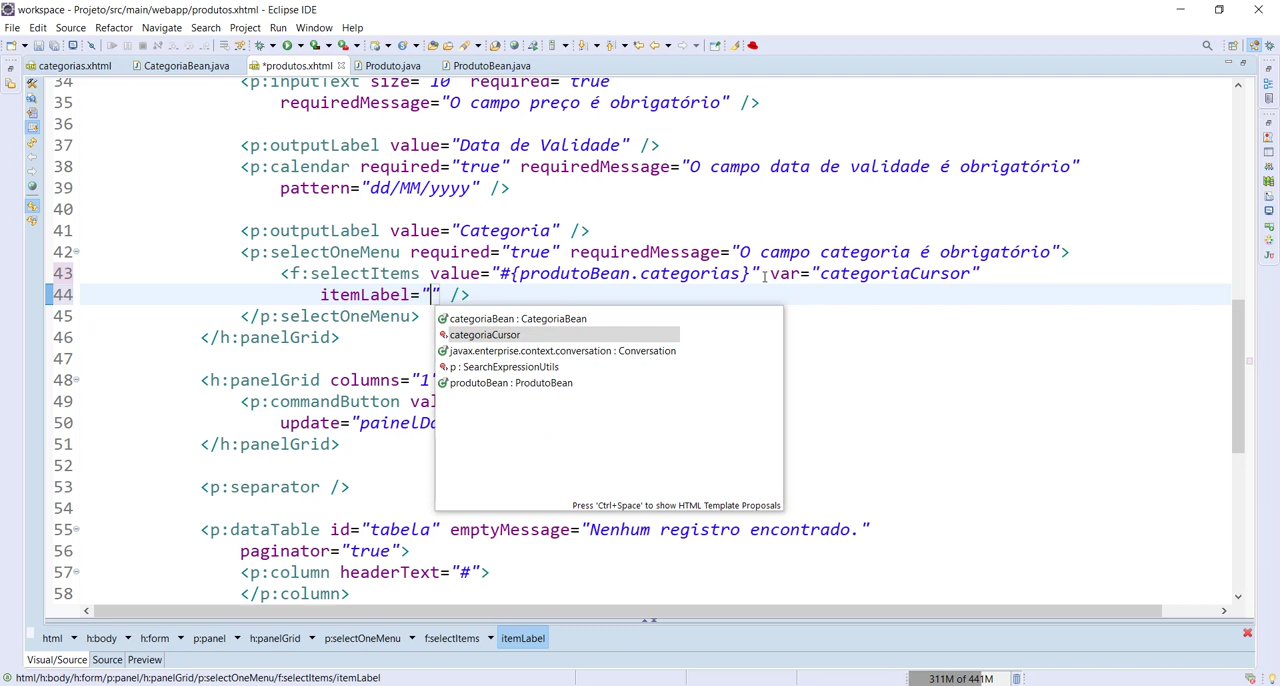 workspace - Projeto/src/main/webapp/produtos.xhtml - Eclipse IDE
File Edit Source Refactor Navigate Search Project Run Window Help
categorias.xhtml CategoriaBean.java *produtos.xhtml Produto.java ProdutoBean.java
34 <p:inputText size="10" required="true"
35 requiredMessage="O campo preço é obrigatório" />
36
37 <p:outputLabel value="Data de Validade" />
38 <p:calendar required="true" requiredMessage="O campo data de validade é obrigatório"
39 pattern="dd/MM/yyyy" />
40
41 <p:outputLabel value="Categoria" />
42 <p:selectOneMenu required="true" requiredMessage="O campo categoria é obrigatório">
43 <f:selectItems value="#{produtoBean.categorias}" var="categoriaCursor"
44 itemLabel="" />
categoriaBean : CategoriaBean
categoriaCursor
javax.enterprise.context.conversation : Conversation
p : SearchExpressionUtils
produtoBean : ProdutoBean
Press 'Ctrl+Space' to show HTML Template Proposals
45 </p:selectOneMenu>
46 </h:panelGrid>
47
48 <h:panelGrid columns="1"
49 <p:commandButton val
50 update="painelDa
51 </h:panelGrid>
52
53 <p:separator />
54
55 <p:dataTable id="tabela" emptyMessage="Nenhum registro encontrado."
56 paginator="true">
57 <p:column headerText="#">
58 </p:column>
html h:body h:form p:panel h:panelGrid p:selectOneMenu f:selectItems itemLabel
Visual/Source Source Preview
html/h:body/h:form/p:panel/h:panelGrid/p:selectOneMenu/f:selectItems/itemLabel 311M of 441M